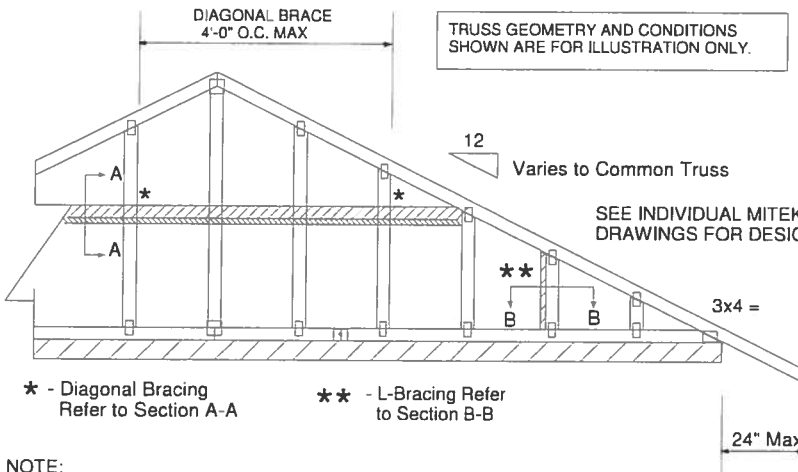 DIAGONAL BRACE
4'-0" O.C. MAX
TRUSS GEOMETRY AND CONDITIONS
SHOWN ARE FOR ILLUSTRATION ONLY.
12
Varies to Common Truss
A
*
*
SEE INDIVIDUAL MITEK
DRAWINGS FOR DESIG
A
**
B
B
3x4 =
* - Diagonal Bracing
Refer to Section A-A
** - L-Bracing Refer
to Section B-B
24" Max
NOTE: